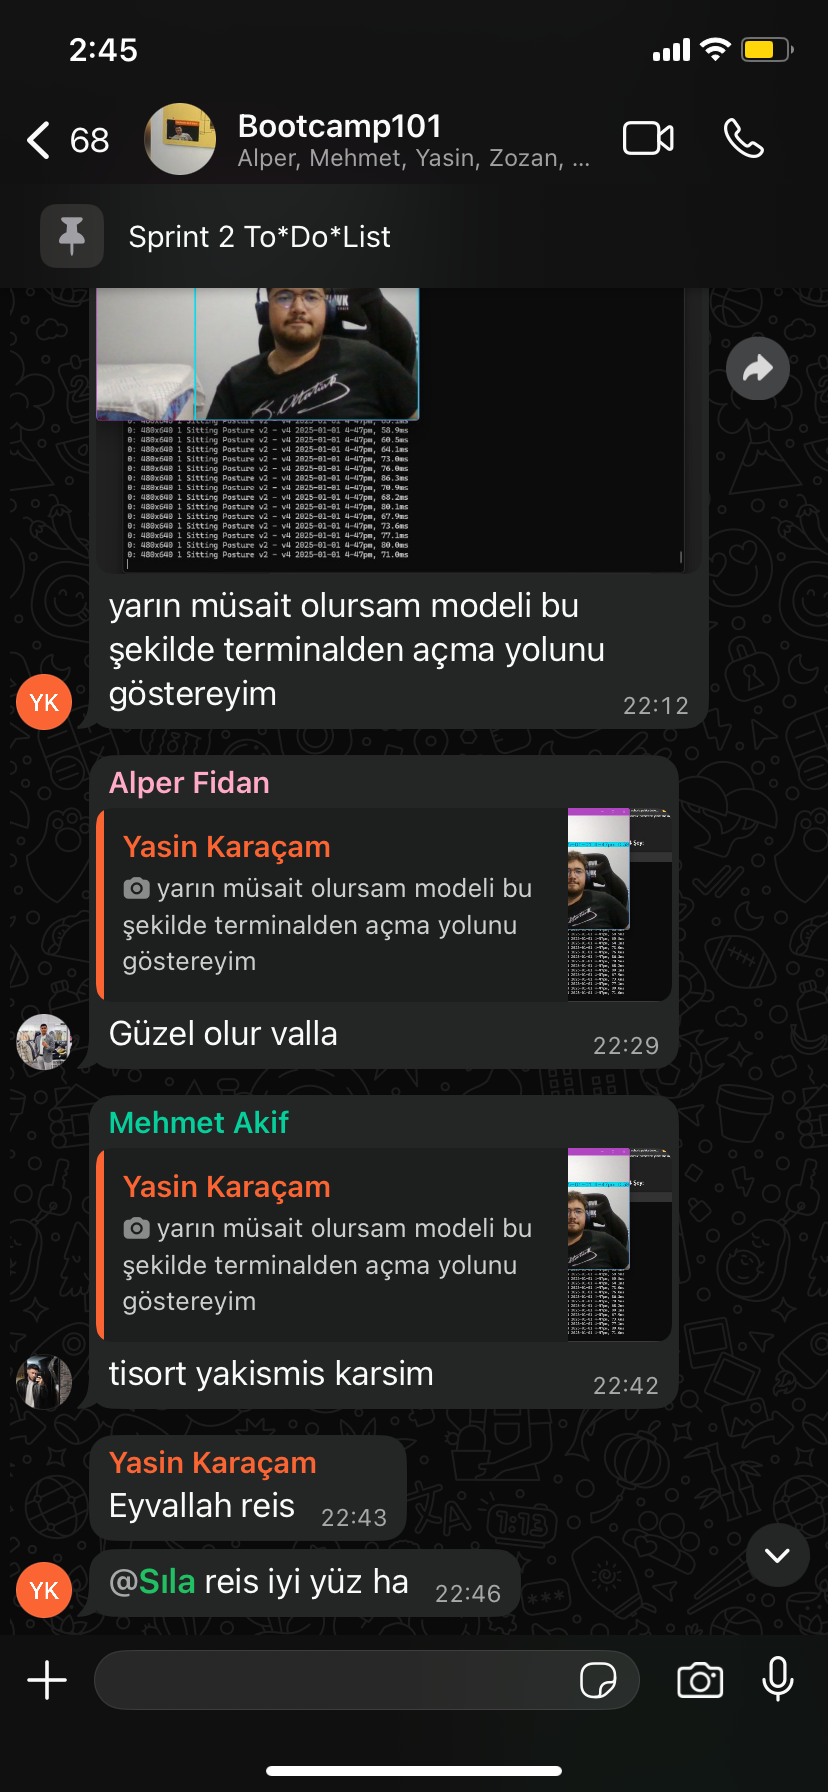 2:45
68
Bootcamp101
Alper, Mehmet, Yasin, Zozan, ...
Sprint 2 To*Do*List
0: 480x640 1 Sitting Posture v2 - v4 2025-01-01 4-47pm, 58.9ms
0: 480x640 1 Sitting Posture v2 - v4 2025-01-01 4-47pm, 60.5ms
0: 480x640 1 Sitting Posture v2 - v4 2025-01-01 4-47pm, 64.1ms
0: 480x640 1 Sitting Posture v2 - v4 2025-01-01 4-47pm, 73.0ms
0: 480x640 1 Sitting Posture v2 - v4 2025-01-01 4-47pm, 76.0ms
0: 480x640 1 Sitting Posture v2 - v4 2025-01-01 4-47pm, 86.3ms
0: 480x640 1 Sitting Posture v2 - v4 2025-01-01 4-47pm, 70.9ms
0: 480x640 1 Sitting Posture v2 - v4 2025-01-01 4-47pm, 68.2ms
0: 480x640 1 Sitting Posture v2 - v4 2025-01-01 4-47pm, 80.1ms
0: 480x640 1 Sitting Posture v2 - v4 2025-01-01 4-47pm, 67.9ms
0: 480x640 1 Sitting Posture v2 - v4 2025-01-01 4-47pm, 73.6ms
0: 480x640 1 Sitting Posture v2 - v4 2025-01-01 4-47pm, 77.1ms
0: 480x640 1 Sitting Posture v2 - v4 2025-01-01 4-47pm, 80.0ms
0: 480x640 1 Sitting Posture v2 - v4 2025-01-01 4-47pm, 71.0ms
yarın müsait olursam modeli bu
şekilde terminalden açma yolunu
göstereyim
22:12
YK
Alper Fidan
Yasin Karaçam
yarın müsait olursam modeli bu
şekilde terminalden açma yolunu
göstereyim
Güzel olur valla
22:29
Mehmet Akif
Yasin Karaçam
yarın müsait olursam modeli bu
şekilde terminalden açma yolunu
göstereyim
tisort yakismis karsim
22:42
Yasin Karaçam
Eyvallah reis 22:43
@Sıla reis iyi yüz ha 22:46
YK